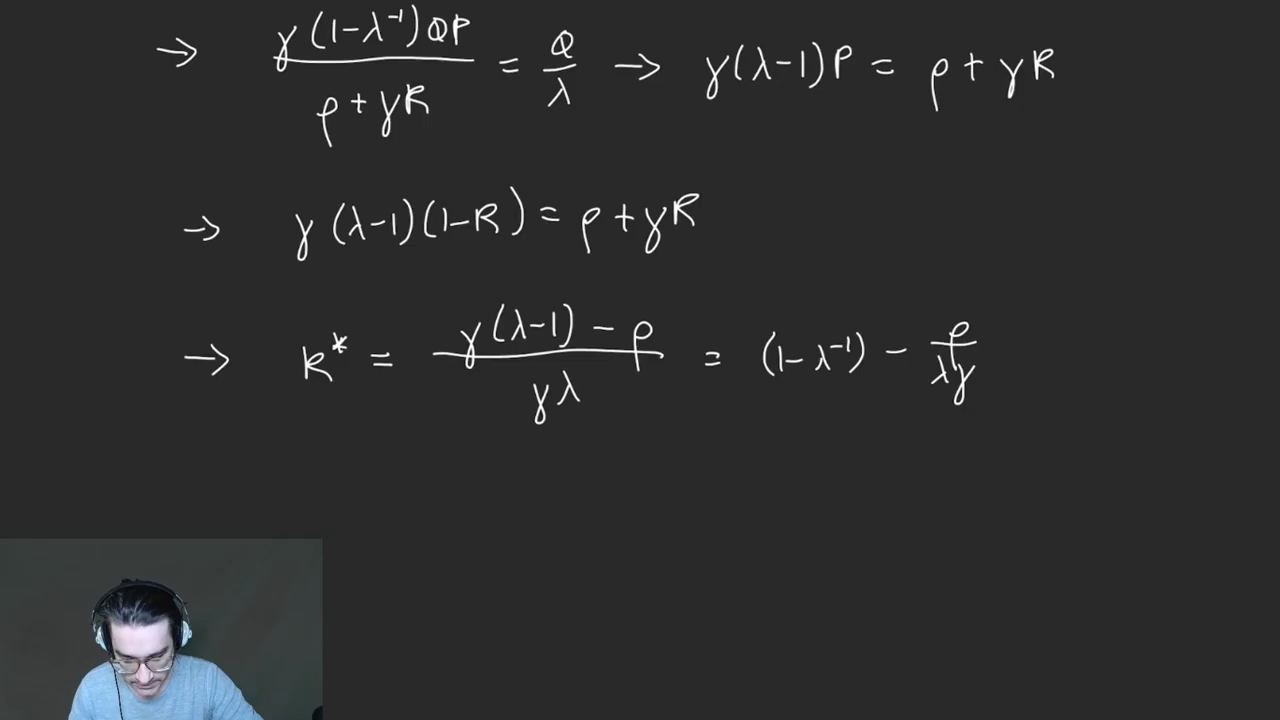 → γ(1-λ⁻¹)QP / ρ+γR = Q/λ → γ(λ-1)P = ρ+γR
→ γ(λ-1)(1-R) = ρ+γR
→ R* = γ(λ-1) - ρ / γλ = (1-λ⁻¹) - ρ/λγ